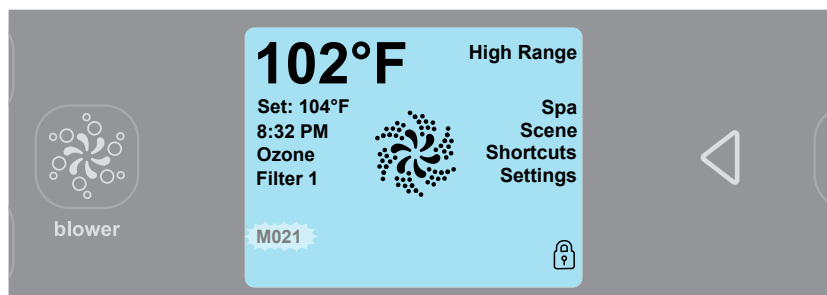 102°F
High Range
Set: 104°F
8:32 PM
Ozone
Filter 1
Spa
Scene
Shortcuts
Settings
M021
blower